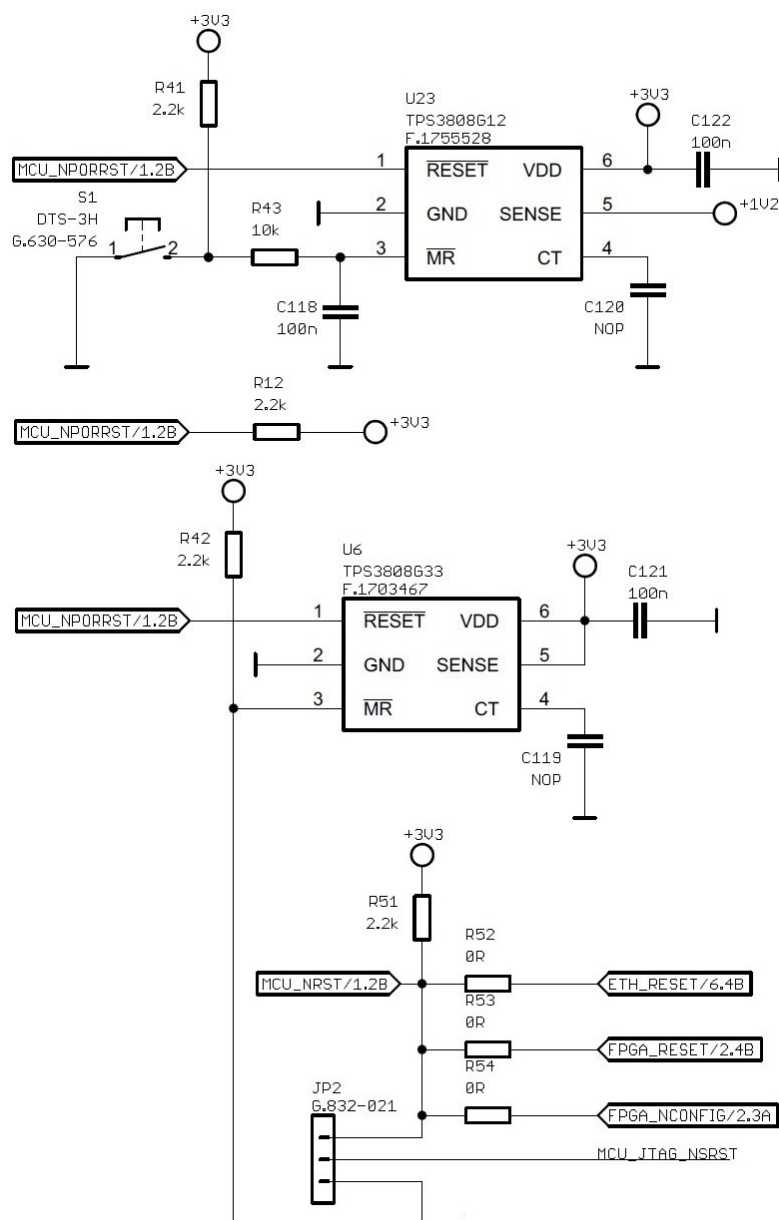 +3V3
R41
2.2k
U23
TPS3808G12
F.1755528
+3V3
C122
100n
MCU_NPORRST/1.2B
1
RESET
VDD
6
S1
DTS-3H
G.630-576
1
2
R43
10k
2
GND
SENSE
5
+1V2
3
MR
CT
4
C118
100n
C120
NOP
R12
2.2k
MCU_NPORRST/1.2B
+3V3
+3V3
R42
2.2k
U6
TPS3808G33
F.1703467
+3V3
C121
100n
MCU_NPORRST/1.2B
1
RESET
VDD
6
2
GND
SENSE
5
3
MR
CT
4
C119
NOP
+3V3
R51
2.2k
R52
0R
MCU_NRST/1.2B
ETH_RESET/6.4B
R53
0R
FPGA_RESET/2.4B
R54
0R
JP2
G.832-021
FPGA_NCONFIG/2.3A
MCU_JTAG_NSRST